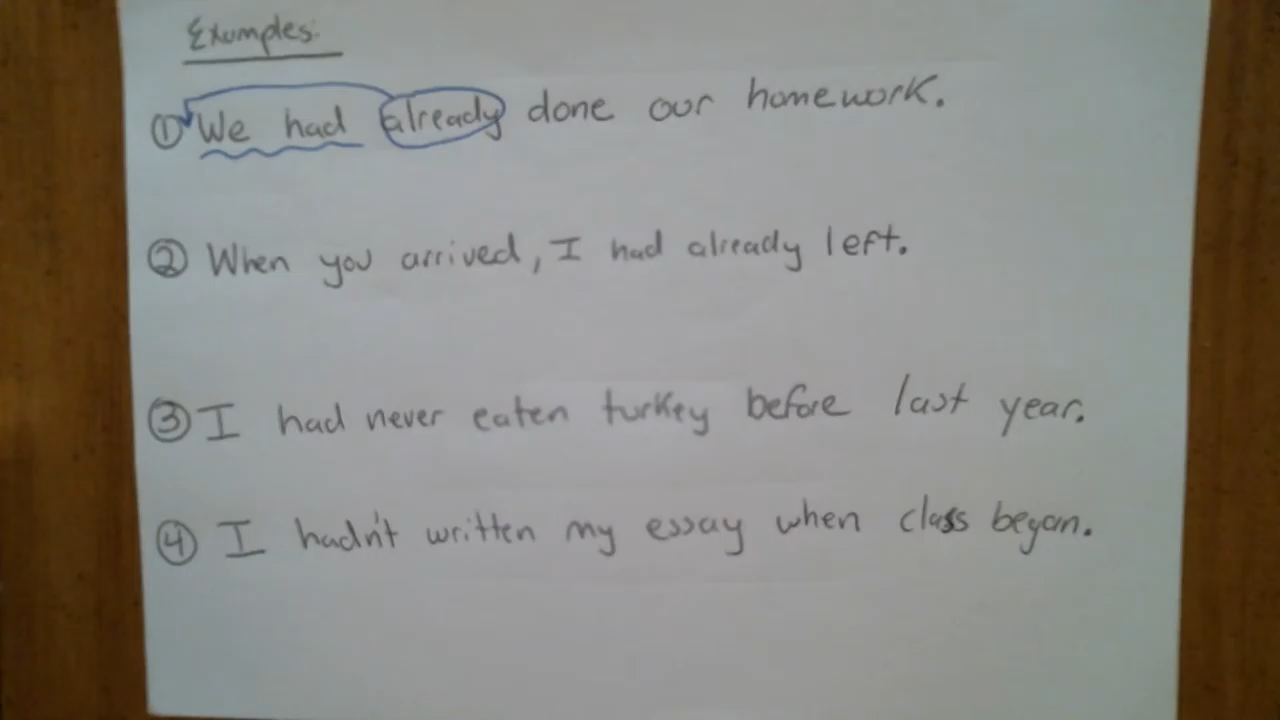 Examples:
① We had already done our homework.
② When you arrived, I had already left.
③ I had never eaten turkey before last year.
④ I hadn't written my essay when class began.